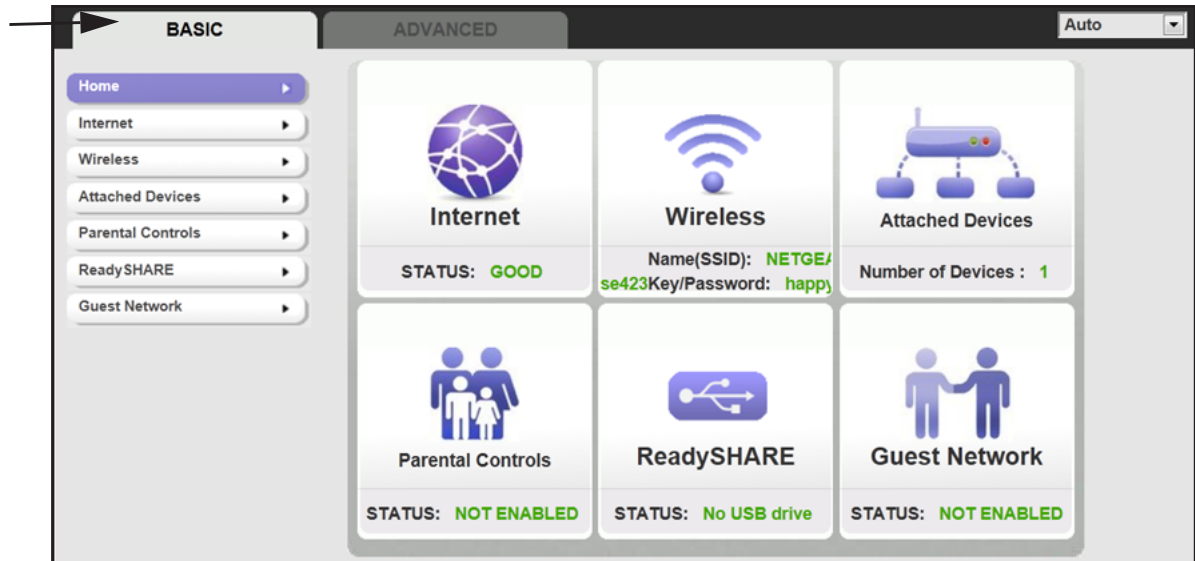 BASIC
ADVANCED
Auto
Home
Internet
Wireless
Attached Devices
Parental Controls
ReadySHARE
Guest Network
Internet
STATUS: GOOD
Wireless
Name(SSID): NETGEA
se423Key/Password: happy
Attached Devices
Number of Devices : 1
Parental Controls
STATUS: NOT ENABLED
ReadySHARE
STATUS: No USB drive
Guest Network
STATUS: NOT ENABLED